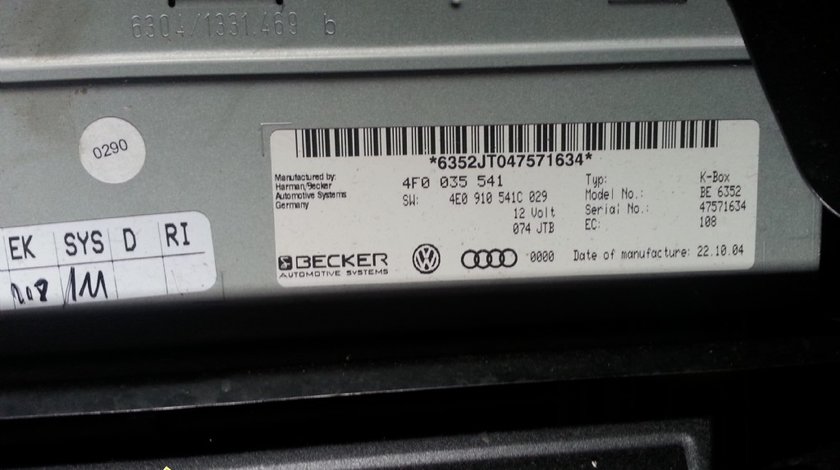 6304/1331.469 b
0290
*6352JT047571634*
Manufactured by:
Harman/Becker
Automotive Systems
Germany
4F0 035 541
SW: 4E0 910 541C 029
12 Volt
074 JTB
Typ: K-Box
Model No.: BE 6352
Serial No.: 47571634
EC: 108
BECKER
AUTOMOTIVE SYSTEMS
0000
Date of manufacture: 22.10.04
EK SYS D RI